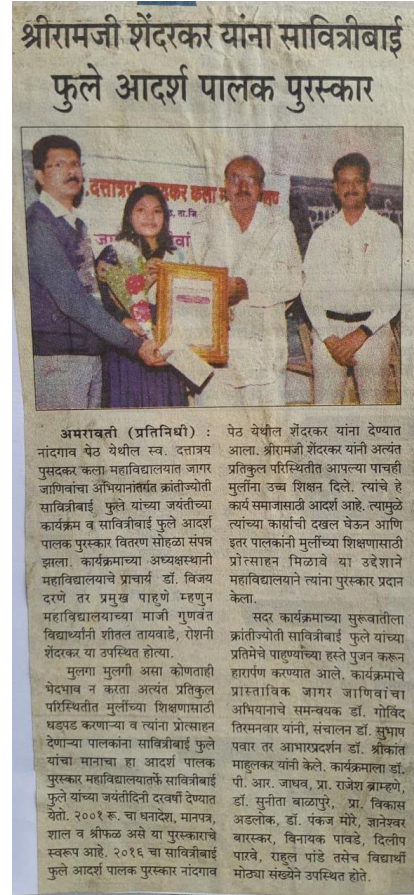 श्रीरामजी शेंदरकर यांना सावित्रीबाई
फुले आदर्श पालक पुरस्कार
.दत्तात्रय
कला
अमरावती (प्रतिनिधी) :
नांदगाव पेठ येथील स्व. दत्तात्रय
पुसदकर कला महाविद्यालयात जागर
जाणिवांचा अभियानांतर्गत क्रांतीज्योती
सावित्रीबाई फुले यांच्या जयंतीच्या
कार्यक्रम व सावित्रीबाई फुले आदर्श
पालक पुरस्कार वितरण सोहळा संपन्न
झाला. कार्यक्रमाच्या अध्यक्षस्थानी
महाविद्यालयाचे प्राचार्य डॉ. विजय
दरणे तर प्रमुख पाहुणे म्हणुन
महाविद्यालयाच्या माजी गुणवंत
विद्यार्थ्यांनी शीतल तायवाडे, रोशनी
शेंदरकर या उपस्थित होत्या.
मुलगा मुलगी असा कोणताही
भेदभाव न करता अत्यंत प्रतिकुल
परिस्थितीत मुलींच्या शिक्षणासाठी
धडपड करणाऱ्या व त्यांना प्रोत्साहन
देणाऱ्या पालकांना सावित्रीबाई फुले
यांचा मानाचा हा आदर्श पालक
पुरस्कार महाविद्यालयातर्फे सावित्रीबाई
फुले यांच्या जयंतीदिनी दरवर्षी देण्यात
येतो. २००१ रू. चा धनादेश, मानपत्र,
शाल व श्रीफळ असे या पुरस्काराचे
स्वरूप आहे. २०१६ चा सावित्रीबाई
फुले आदर्श पालक पुरस्कार नांदगाव
पेठ येथील शेंदरकर यांना देण्यात
आला. श्रीरामजी शेंदरकर यांनी अत्यंत
प्रतिकुल परिस्थितीत आपल्या पाचही
मुलींना उच्च शिक्षन दिले. त्यांचे हे
कार्य समाजासाठी आदर्श आहे. त्यामुळे
त्यांच्या कार्याची दखल घेऊन आणि
इतर पालकांनी मुलींच्या शिक्षणासाठी
प्रोत्साहन मिळावे या उद्देशाने
महाविद्यालयाने त्यांना पुरस्कार प्रदान
केला.
सदर कार्यक्रमाच्या सुरूवातीला
क्रांतीज्योती सावित्रीबाई फुले यांच्या
प्रतिमेचे पाहुण्यांच्या हस्ते पुजन करून
हारार्पण करण्यात आले. कार्यक्रमाचे
प्रास्ताविक जागर जाणिवांचा
अभियानाचे समन्वयक डॉ. गोविंद
तिरमनवार यांनी, संचालन डॉ. सुभाष
पवार तर आभारप्रदर्शन डॉ. श्रीकांत
माहुलकर यांनी केले. कार्यक्रमाला डॉ.
पी. आर. जाधव, प्रा. राजेश ब्राम्हणे,
डॉ. सुनीता बाळापुरे, प्रा. विकास
अडलोक, डॉ. पंकज मोरे, ज्ञानेश्वर
बारस्कर, विनायक पावडे, दिलीप
पारवे, राहुल पांडे तसेच विद्यार्थी
मोठ्या संख्येने उपस्थित होते.